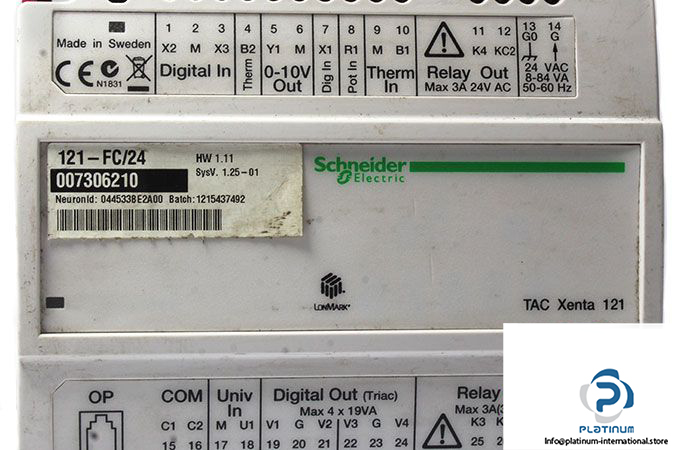 1 2 3 4 5 6 7 8 9 10 11 12 13 14
Made in Sweden X2 M X3 B2 Y1 M X1 R1 M B1 K4 KC2 G0 G
CE N1831 Digital In Therm 0-10V Out Dig In Pot In Therm In Relay Out Max 3A 24V AC 24 VAC 8-84 VA 50-60 Hz
121-FC/24 HW 1.11
007306210 SysV. 1.25-01
NeuronId: 0445338E2A00 Batch:1215437492
Schneider
Electric
LONMARK
TAC Xenta 121
OP COM Univ In Digital Out (Triac) Relay
Max 4 x 19VA Max 3A(3
C1 C2 M U1 V1 G V2 V3 G V4 K3
15 16 17 18 19 20 21 22 23 24 25
PLATINUM
Info@platinum-international.store